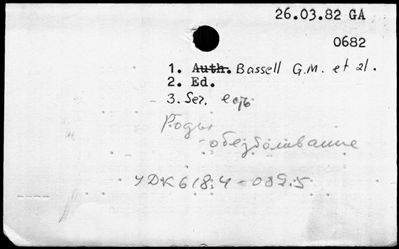 26.03.82 GA
0682
1. Auth. Bassell G.M. et al.
2. Ed.
3. Ser.
Роды
- обезболивание
УДК 618.4-089.5